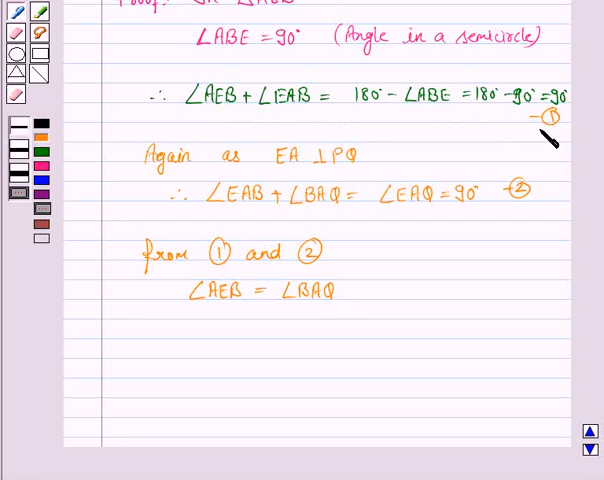 ∠ABE = 90° (Angle in a semicircle)
∴ ∠AEB + ∠EAB = 180° - ∠ABE = 180° - 90° = 90°
-①
Again as EA ⊥ PQ
∴ ∠EAB + ∠BAQ = ∠EAQ = 90° -②
from ① and ②
∠AEB = ∠BAQ